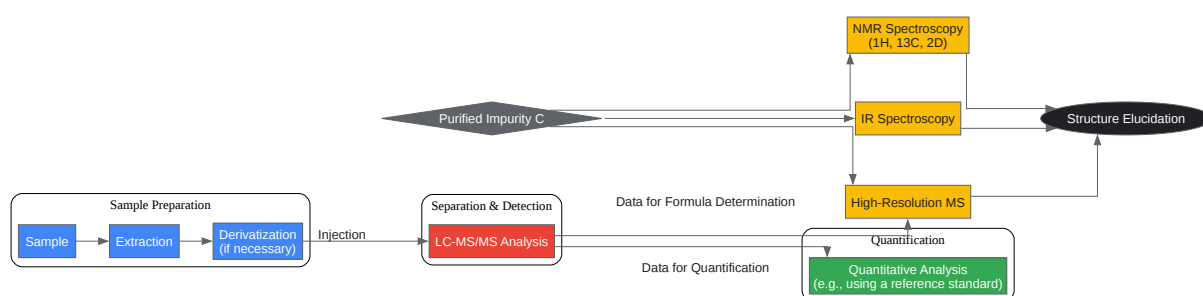 NMR Spectroscopy
(1H, 13C, 2D)
Purified Impurity C
IR Spectroscopy
Structure Elucidation
High-Resolution MS
Sample Preparation
Sample
Extraction
Derivatization
(if necessary)
Injection
Separation & Detection
LC-MS/MS Analysis
Data for Formula Determination
Data for Quantification
Quantification
Quantitative Analysis
(e.g., using a reference standard)